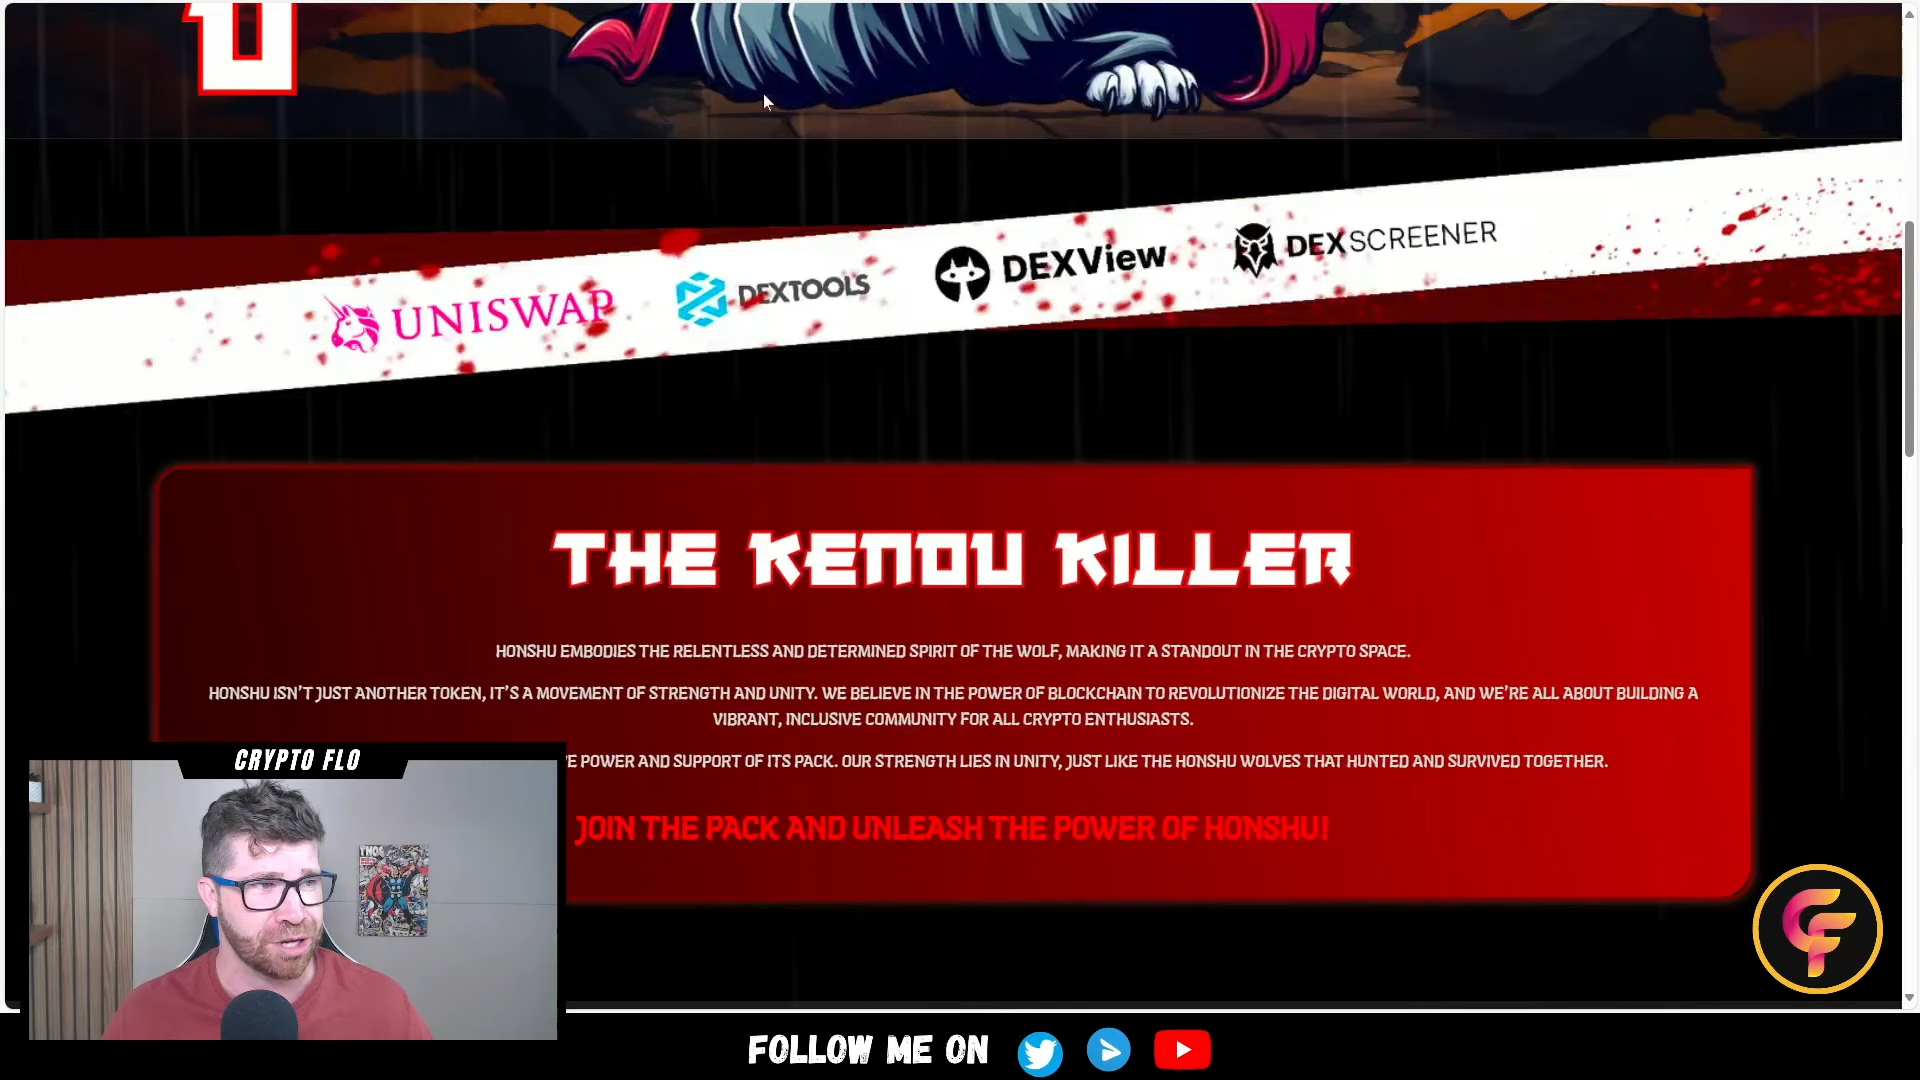 UNISWAP
DEXTOOLS
DEXView
DEXSCREENER
THE KENDU KILLER
HONSHU EMBODIES THE RELENTLESS AND DETERMINED SPIRIT OF THE WOLF, MAKING IT A STANDOUT IN THE CRYPTO SPACE.
HONSHU ISN'T JUST ANOTHER TOKEN, IT'S A MOVEMENT OF STRENGTH AND UNITY. WE BELIEVE IN THE POWER OF BLOCKCHAIN TO REVOLUTIONIZE THE DIGITAL WORLD, AND WE'RE ALL ABOUT BUILDING A
VIBRANT, INCLUSIVE COMMUNITY FOR ALL CRYPTO ENTHUSIASTS.
POWER AND SUPPORT OF ITS PACK. OUR STRENGTH LIES IN UNITY, JUST LIKE THE HONSHU WOLVES THAT HUNTED AND SURVIVED TOGETHER.
JOIN THE PACK AND UNLEASH THE POWER OF HONSHU!
CRYPTO FLO
THOR
FOLLOW ME ON